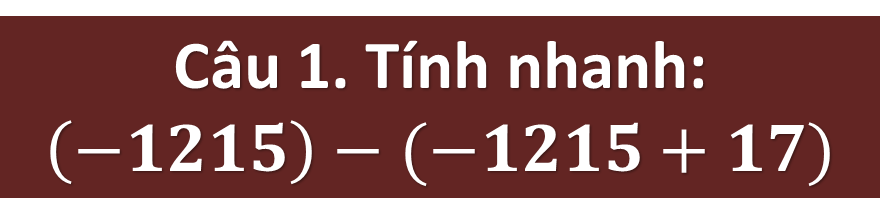 Câu 1. Tính nhanh:
(−1215) − (−1215 + 17)